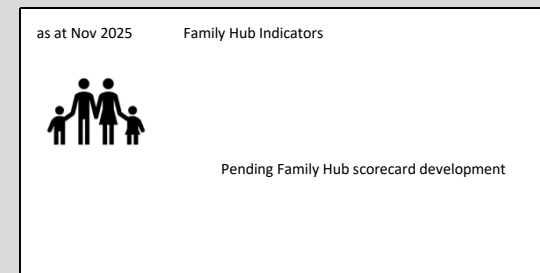 as at Nov 2025 Family Hub Indicators
Pending Family Hub scorecard development